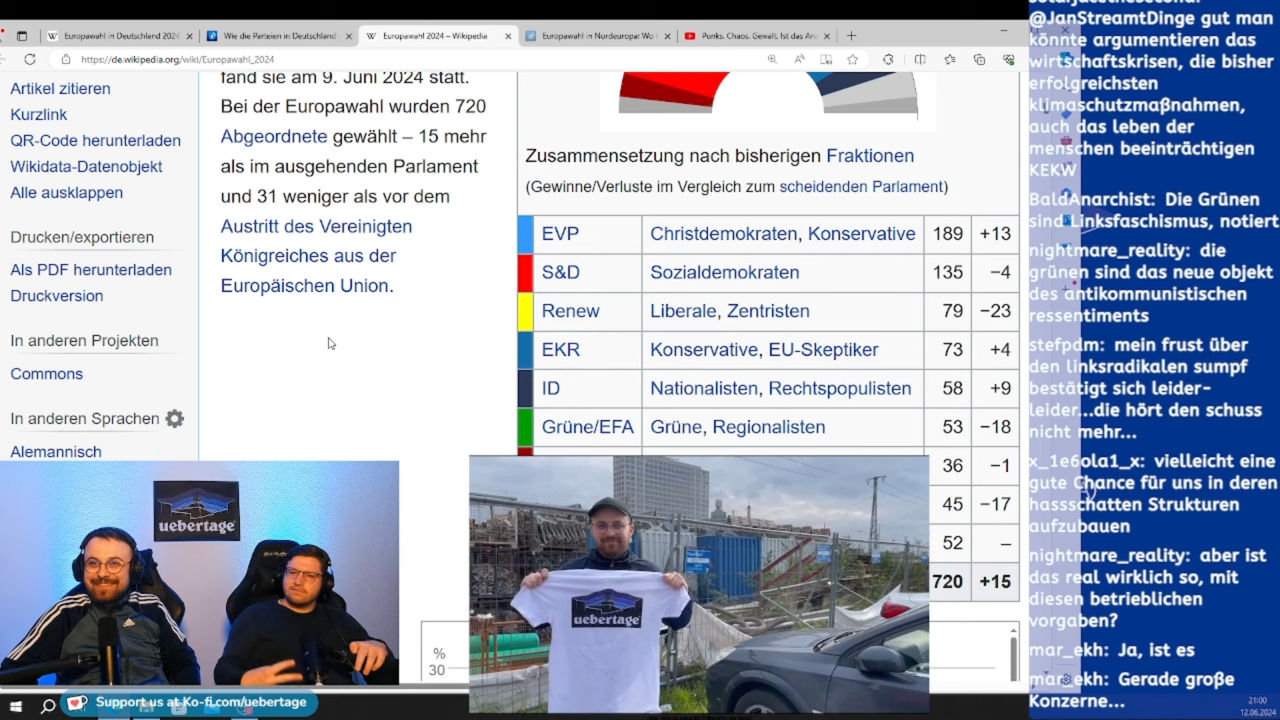 Europawahl in Deutschland 2024
Wie die Parteien in Deutschland
Europawahl 2024 – Wikipedia
Europawahl in Nordeuropa: Wo
Punks. Chaos. Gewalt. Ist das An
https://de.wikipedia.org/wiki/Europawahl_2024
Artikel zitieren
Kurzlink
QR-Code herunterladen
Wikidata-Datenobjekt
Alle ausklappen
Drucken/exportieren
Als PDF herunterladen
Druckversion
In anderen Projekten
Commons
In anderen Sprachen
Alemannisch
fand sie am 9. Juni 2024 statt.
Bei der Europawahl wurden 720
Abgeordnete gewählt – 15 mehr
als im ausgehenden Parlament
und 31 weniger als vor dem
Austritt des Vereinigten
Königreiches aus der
Europäischen Union.
Zusammensetzung nach bisherigen Fraktionen
(Gewinne/Verluste im Vergleich zum scheidenden Parlament)
EVP Christdemokraten, Konservative 189 +13
S&D Sozialdemokraten 135 −4
Renew Liberale, Zentristen 79 −23
EKR Konservative, EU-Skeptiker 73 +4
ID Nationalisten, Rechtspopulisten 58 +9
Grüne/EFA Grüne, Regionalisten 53 −18
36 −1
45 −17
52 –
720 +15
%
30
uebertage
uebertage
Support us at Ko-fi.com/uebertage
@JanStreamtDinge gut man
könnte argumentieren das
wirtschaftskrisen, die bisher
erfolgreichsten
klimaschutzmaßnahmen,
auch das leben der
menschen beeinträchtigen
KEKW
BaldAnarchist: Die Grünen
sind Linksfaschismus, notiert
nightmare_reality: die
grünen sind das neue objekt
des antikommunistischen
ressentiments
stefpdm: mein frust über
den linksradikalen sumpf
bestätigt sich leider-
leider...die hört den schuss
nicht mehr...
x_1e6ola1_x: vielleicht eine
gute Chance für uns in deren
hassschatten Strukturen
aufzubauen
nightmare_reality: aber ist
das real wirklich so, mit
diesen betrieblichen
vorgaben?
mar_ekh: Ja, ist es
mar_ekh: Gerade große
Konzerne...
21:00
12.06.2024